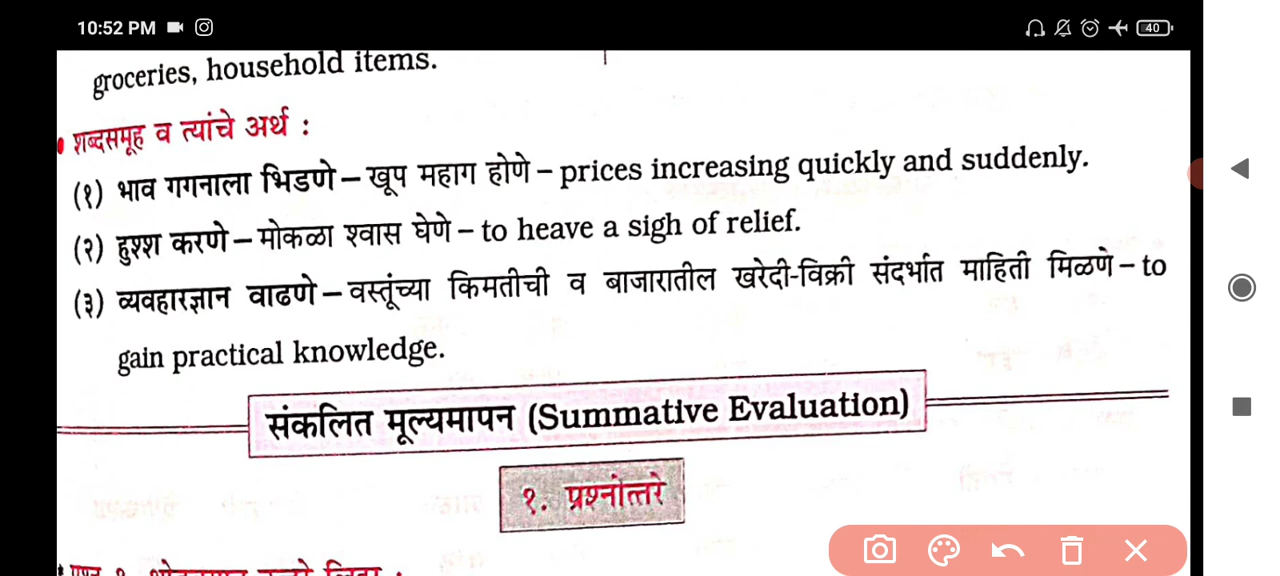 10:52 PM
40
groceries, household items.
• शब्दसमूह व त्यांचे अर्थ :
(१) भाव गगनाला भिडणे – खूप महाग होणे – prices increasing quickly and suddenly.
(२) हुश्श करणे – मोकळा श्वास घेणे – to heave a sigh of relief.
(३) व्यवहारज्ञान वाढणे – वस्तूंच्या किमतीची व बाजारातील खरेदी-विक्री संदर्भात माहिती मिळणे – to
gain practical knowledge.
संकलित मूल्यमापन (Summative Evaluation)
१. प्रश्नोत्तरे